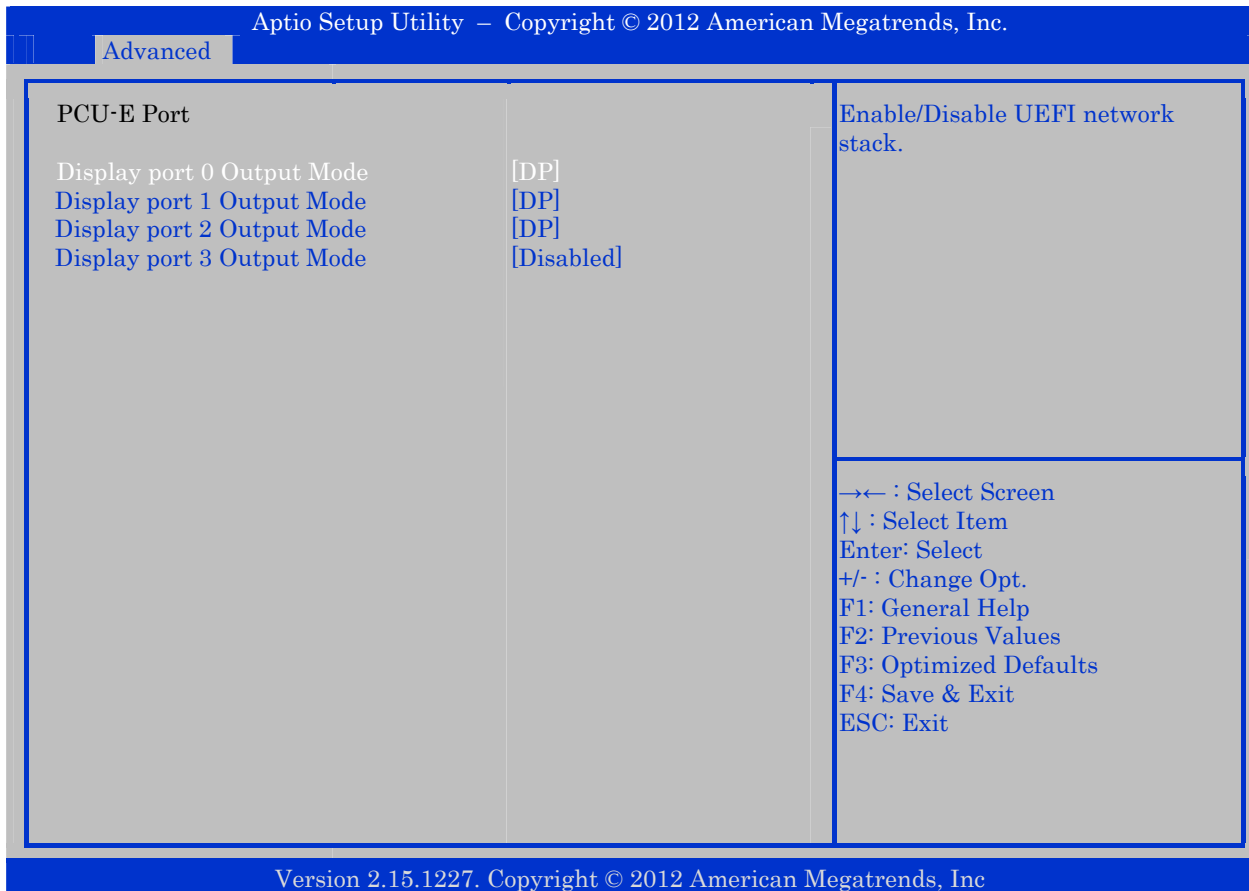 Aptio Setup Utility – Copyright © 2012 American Megatrends, Inc.
Advanced
PCU-E Port
Display port 0 Output Mode [DP]
Display port 1 Output Mode [DP]
Display port 2 Output Mode [DP]
Display port 3 Output Mode [Disabled]
Enable/Disable UEFI network
stack.
→← : Select Screen
↑↓ : Select Item
Enter: Select
+/- : Change Opt.
F1: General Help
F2: Previous Values
F3: Optimized Defaults
F4: Save & Exit
ESC: Exit
Version 2.15.1227. Copyright © 2012 American Megatrends, Inc